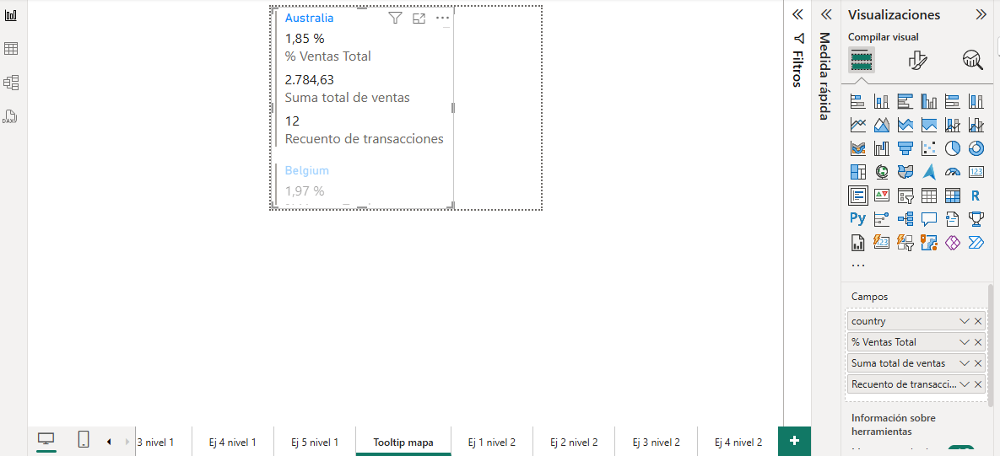 Australia
1,85 %
% Ventas Total
2.784,63
Suma total de ventas
12
Recuento de transacciones
Belgium
1,97 %
Filtros
Medida rápida
Visualizaciones
Compilar visual
123
R
Py
123
...
Campos
country
% Ventas Total
Suma total de ventas
Recuento de transacci...
Información sobre
herramientas
DAX
3 nivel 1
Ej 4 nivel 1
Ej 5 nivel 1
Tooltip mapa
Ej 1 nivel 2
Ej 2 nivel 2
Ej 3 nivel 2
Ej 4 nivel 2
+